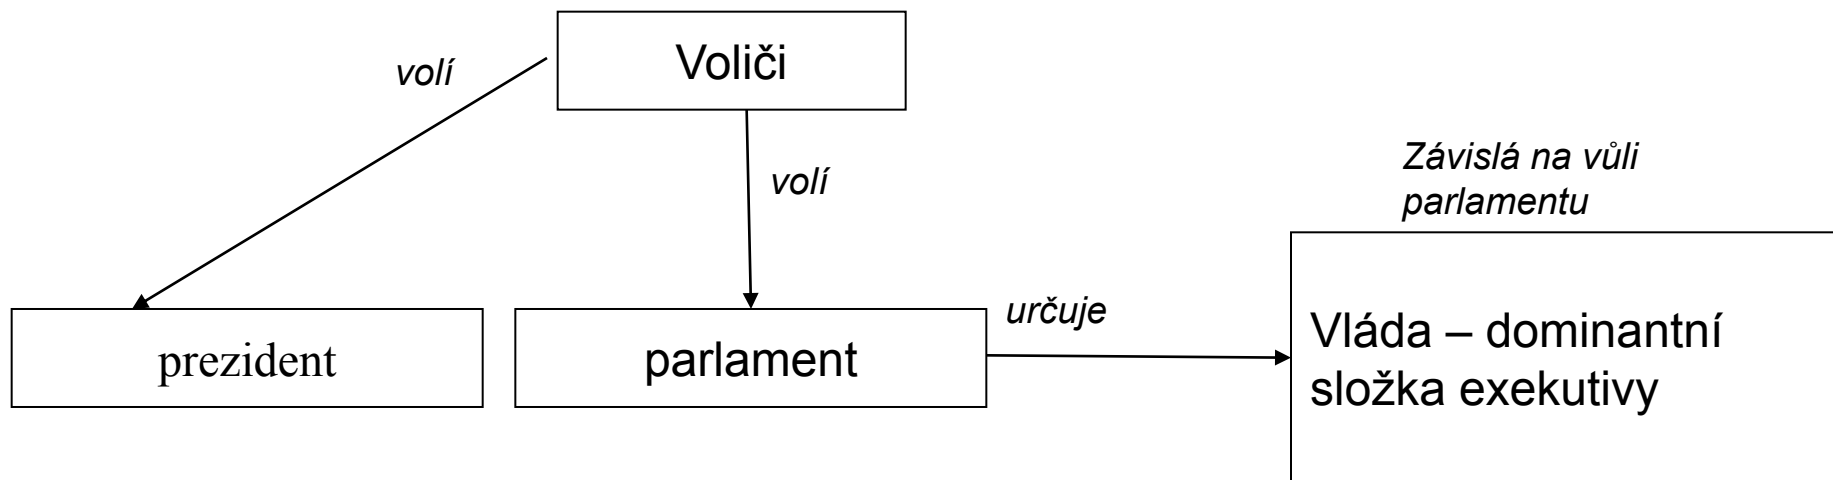 Voliči
volí
volí
Závislá na vůli
parlamentu
prezident
parlament
určuje
Vláda – dominantní
složka exekutivy